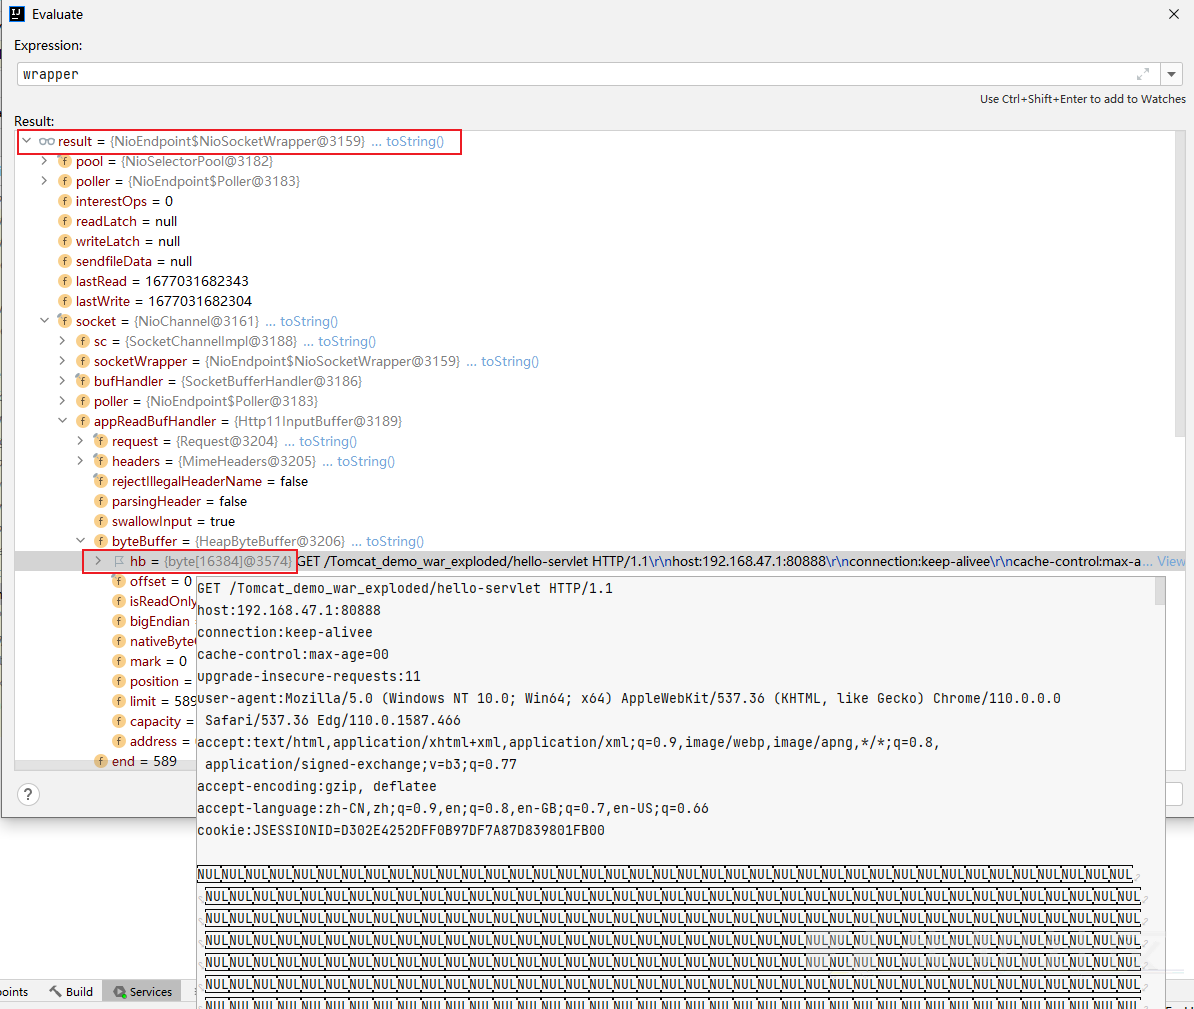 Evaluate
Expression:
wrapper
Use Ctrl+Shift+Enter to add to Watches
Result:
result = {NioEndpoint$NioSocketWrapper@3159} ... toString()
pool = {NioSelectorPool@3182}
poller = {NioEndpoint$Poller@3183}
interestOps = 0
readLatch = null
writeLatch = null
sendfileData = null
lastRead = 1677031682343
lastWrite = 1677031682304
socket = {NioChannel@3161} ... toString()
sc = {SocketChannelImpl@3188} ... toString()
socketWrapper = {NioEndpoint$NioSocketWrapper@3159} ... toString()
bufHandler = {SocketBufferHandler@3186}
poller = {NioEndpoint$Poller@3183}
appReadBufHandler = {Http11InputBuffer@3189}
request = {Request@3204} ... toString()
headers = {MimeHeaders@3205} ... toString()
rejectIllegalHeaderName = false
parsingHeader = false
swallowInput = true
byteBuffer = {HeapByteBuffer@3206} ... toString()
hb = {byte[16384]@3574} GET /Tomcat_demo_war_exploded/hello-servlet HTTP/1.1\r\nhost:192.168.47.1:80888\r\nconnection:keep-alivee\r\ncache-control:max-a... View
offset = 0
isReadOnly
bigEndian
nativeByte
mark = 0
position =
limit = 589
capacity =
address =
end = 589
GET /Tomcat_demo_war_exploded/hello-servlet HTTP/1.1
host:192.168.47.1:80888
connection:keep-alivee
cache-control:max-age=00
upgrade-insecure-requests:11
user-agent:Mozilla/5.0 (Windows NT 10.0; Win64; x64) AppleWebKit/537.36 (KHTML, like Gecko) Chrome/110.0.0.0
Safari/537.36 Edg/110.0.1587.466
accept:text/html,application/xhtml+xml,application/xml;q=0.9,image/webp,image/apng,*/*;q=0.8,
application/signed-exchange;v=b3;q=0.77
accept-encoding:gzip, deflatee
accept-language:zh-CN,zh;q=0.9,en;q=0.8,en-GB;q=0.7,en-US;q=0.66
cookie:JSESSIONID=D302E4252DFF0B97DF7A87D839801FB00
NULNULNULNULNULNULNULNULNULNULNULNULNULNULNULNULNULNULNULNULNULNULNULNULNULNULNULNULNULNULNULNULNULNULNULNULNULNULNUL
NULNULNULNULNULNULNULNULNULNULNULNULNULNULNULNULNULNULNULNULNULNULNULNULNULNULNULNULNULNULNULNULNULNULNULNULNULNULNUL
NULNULNULNULNULNULNULNULNULNULNULNULNULNULNULNULNULNULNULNULNULNULNULNULNULNULNULNULNULNULNULNULNULNULNULNULNULNULNUL
NULNULNULNULNULNULNULNULNULNULNULNULNULNULNULNULNULNULNULNULNULNULNULNULNULNULNULNULNULNULNULNULNULNULNULNULNULNULNUL
NULNULNULNULNULNULNULNULNULNULNULNULNULNULNULNULNULNULNULNULNULNULNULNULNULNULNULNULNULNULNULNULNULNULNULNULNULNULNUL
NULNULNULNULNULNULNULNULNULNULNULNULNULNULNULNULNULNULNULNULNULNULNULNULNULNULNULNULNULNULNULNULNULNULNULNULNULNULNUL
NULNULNULNULNULNULNULNULNULNULNULNULNULNULNULNULNULNULNULNULNULNULNULNULNULNULNULNULNULNULNULNULNULNULNULNULNULNULNUL
oints Build Services